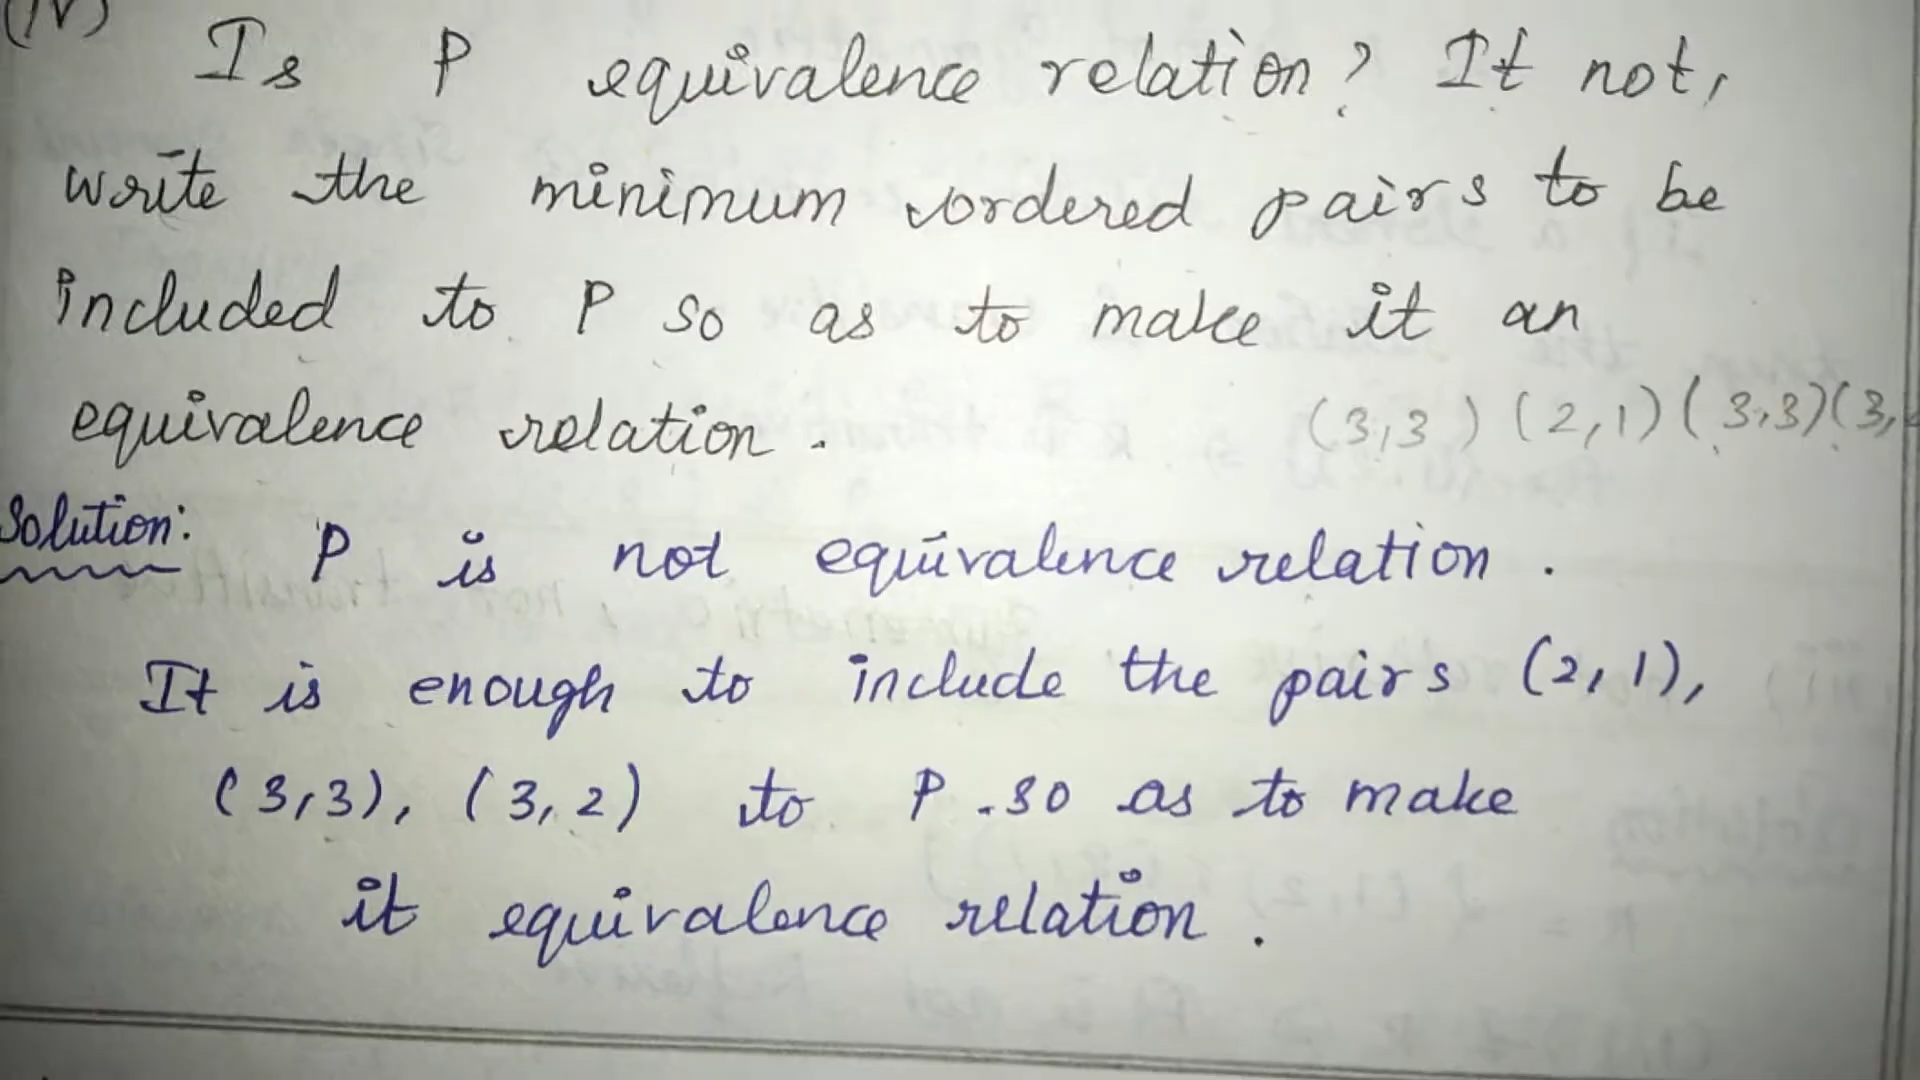 (iv) Is P equivalence relation? It not,
write the minimum ordered pairs to be
included to P so as to make it an
equivalence relation.
(3,3) (2,1) (3,3) (3,
Solution: P is not equivalence relation.
It is enough to include the pairs (2,1),
(3,3), (3,2) to P. so as to make
it equivalence relation.